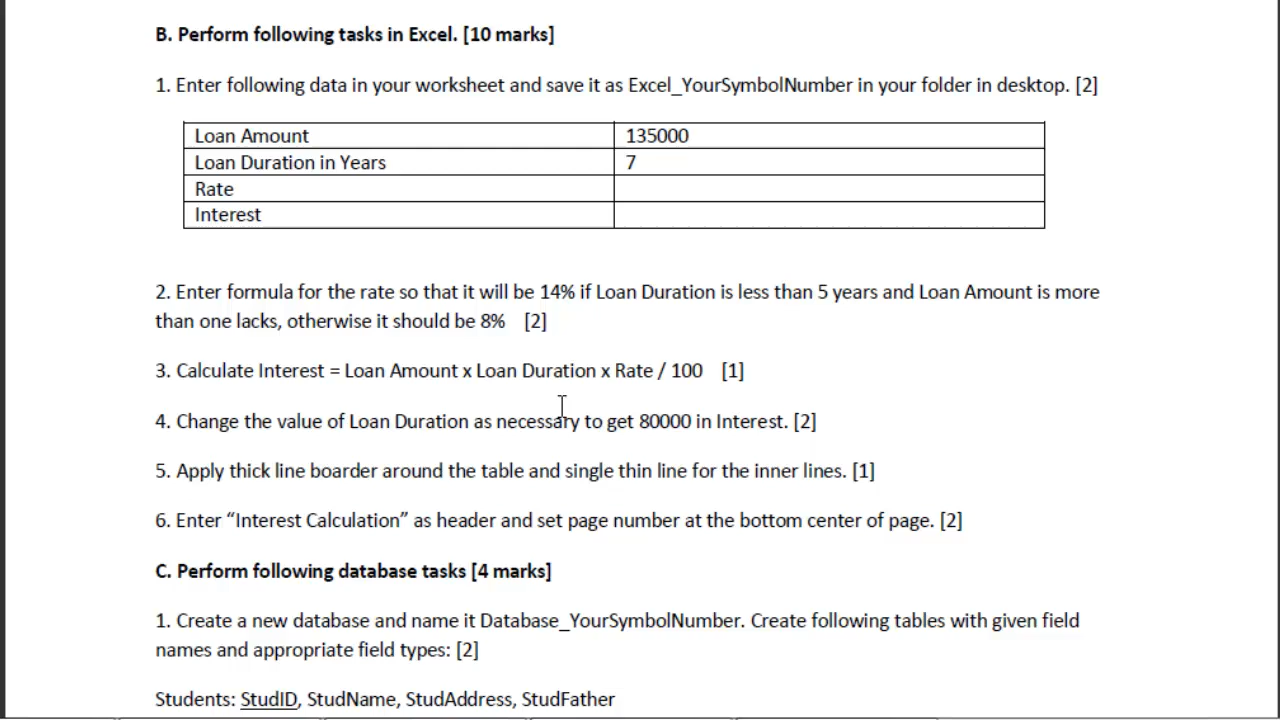 B. Perform following tasks in Excel. [10 marks]
1. Enter following data in your worksheet and save it as Excel_YourSymbolNumber in your folder in desktop. [2]
Loan Amount 135000
Loan Duration in Years 7
Rate
Interest
2. Enter formula for the rate so that it will be 14% if Loan Duration is less than 5 years and Loan Amount is more
than one lacks, otherwise it should be 8% [2]
3. Calculate Interest = Loan Amount x Loan Duration x Rate / 100 [1]
4. Change the value of Loan Duration as necessary to get 80000 in Interest. [2]
5. Apply thick line boarder around the table and single thin line for the inner lines. [1]
6. Enter “Interest Calculation” as header and set page number at the bottom center of page. [2]
C. Perform following database tasks [4 marks]
1. Create a new database and name it Database_YourSymbolNumber. Create following tables with given field
names and appropriate field types: [2]
Students: StudID, StudName, StudAddress, StudFather